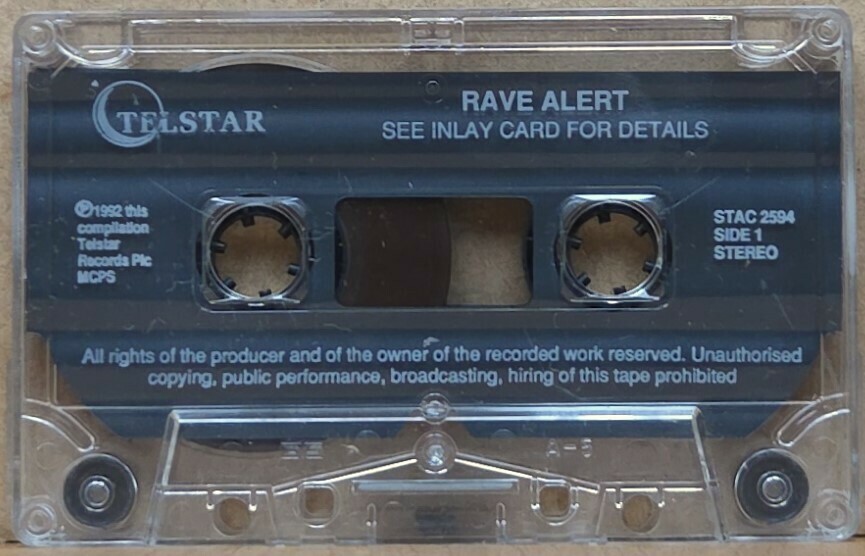 TELSTAR
RAVE ALERT
SEE INLAY CARD FOR DETAILS
℗1992 this
compilation
Telstar
Records Plc
MCPS
STAC 2594
SIDE 1
STEREO
All rights of the producer and of the owner of the recorded work reserved. Unauthorised
copying, public performance, broadcasting, hiring of this tape prohibited